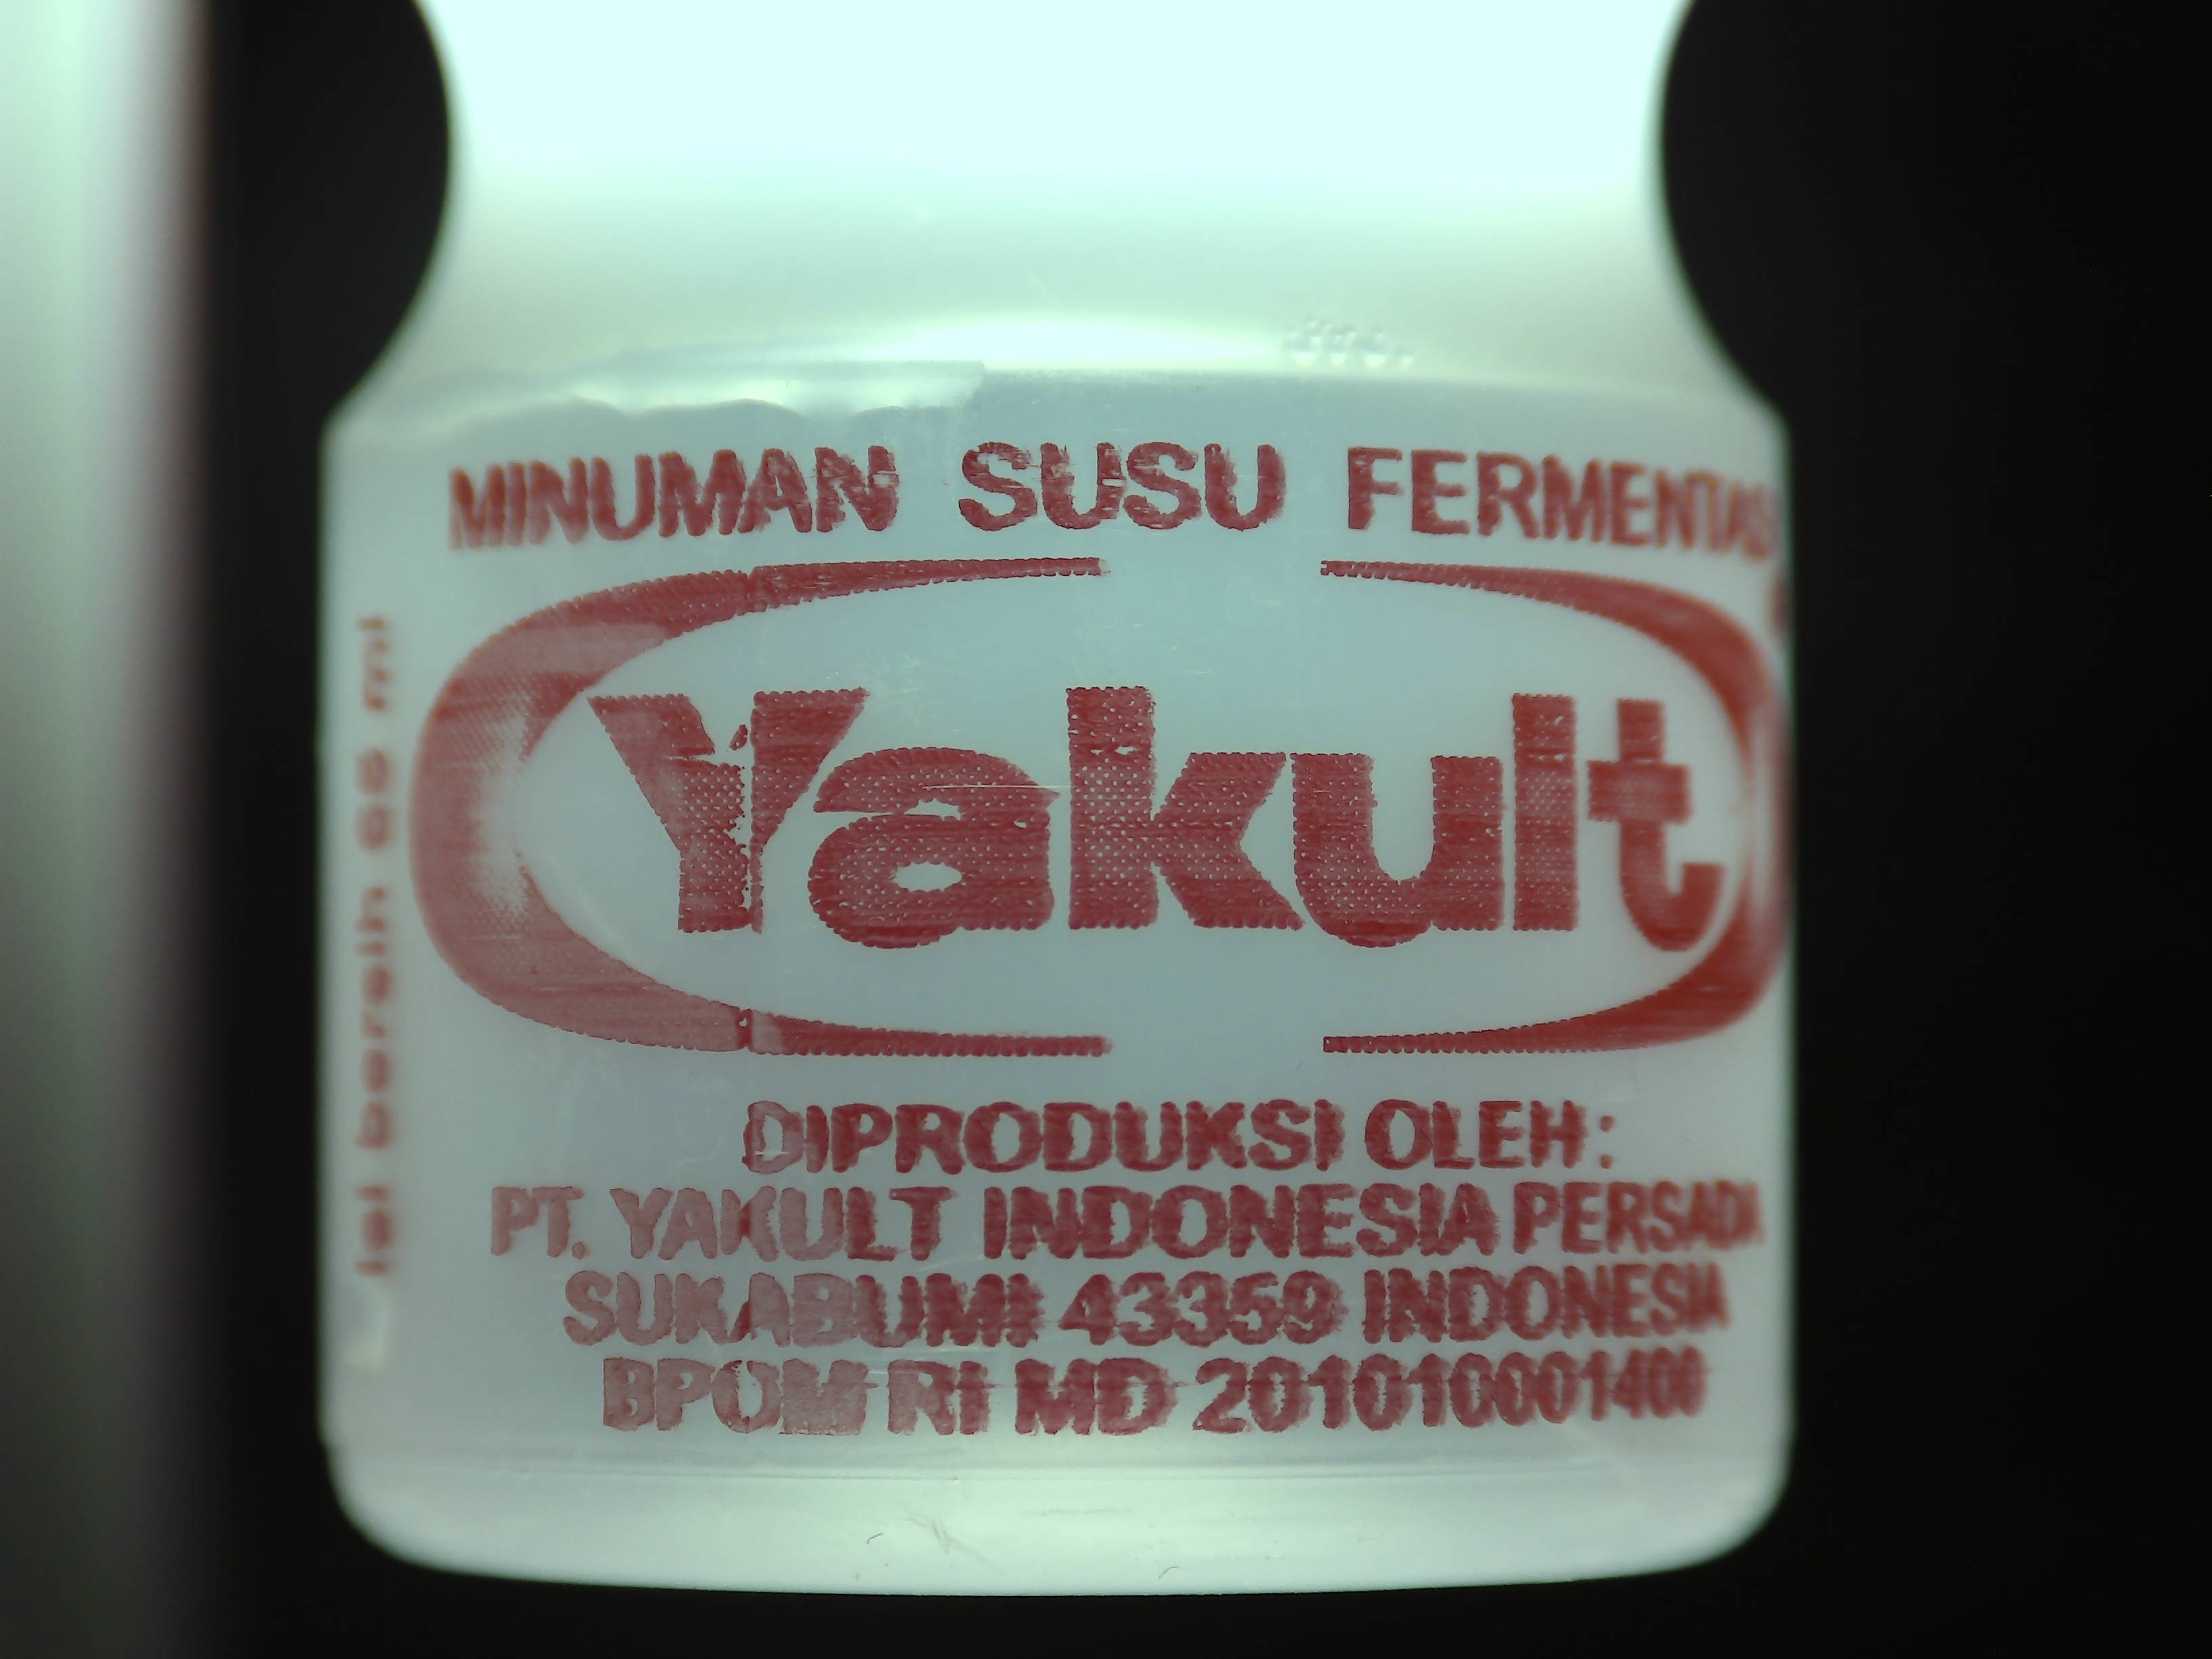 MINUMAN SUSU FERMENTASI
Yakult
DIPRODUKSI OLEH:
PT. YAKULT INDONESIA PERSADA
SUKABUMI 43359 INDONESIA
BPOM RI MD 201010001400
isi bersih 65 ml